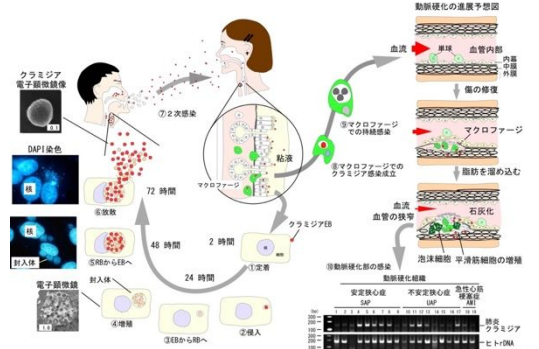 動脈硬化の進展予想図
血流
単球
血管内部
内膜
中膜
外膜
傷の修復
マクロファージ
脂肪を溜め込む
血流
石灰化
血管の狭窄
泡沫細胞
平滑筋細胞の増殖
クラミジア
電子顕微鏡像
DAPI染色
核
核
封入体
電子顕微鏡
⑦2次感染
粘液
マクロファージ
⑨マクロファージ
での持続感染
⑧マクロファージでの
クラミジア感染成立
72 時間
⑥放散
48 時間
⑤RBからEBへ
2 時間
クラミジアEB
核
①定着
24 時間
封入体
④増殖
③EBからRBへ
②侵入
⑩動脈硬化部の感染
動脈硬化組織
安定狭心症
SAP
不安定狭心症
UAP
急性心筋
梗塞症
AMI
肺炎
クラミジア
ヒトrDNA